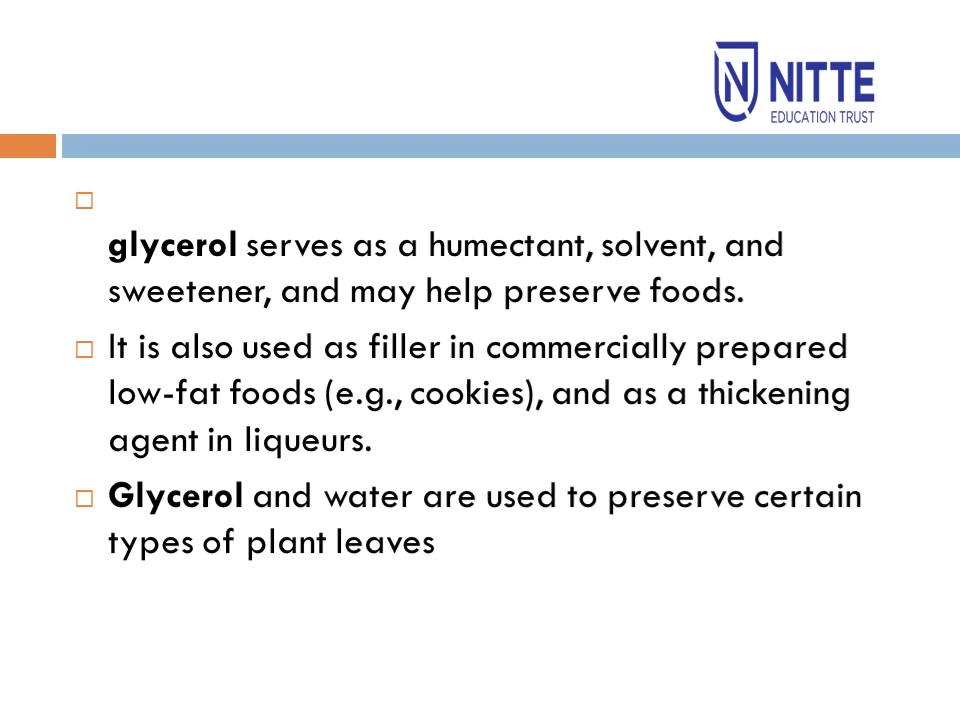 NITTE
EDUCATION TRUST
glycerol serves as a humectant, solvent, and
sweetener, and may help preserve foods.
It is also used as filler in commercially prepared
low-fat foods (e.g., cookies), and as a thickening
agent in liqueurs.
Glycerol and water are used to preserve certain
types of plant leaves